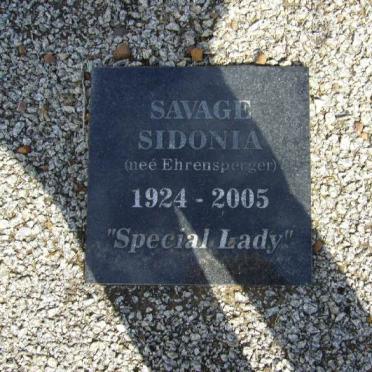 SAVAGE
SIDONIA
(neé Ehrensperger)
1924 - 2005
"Special Lady"